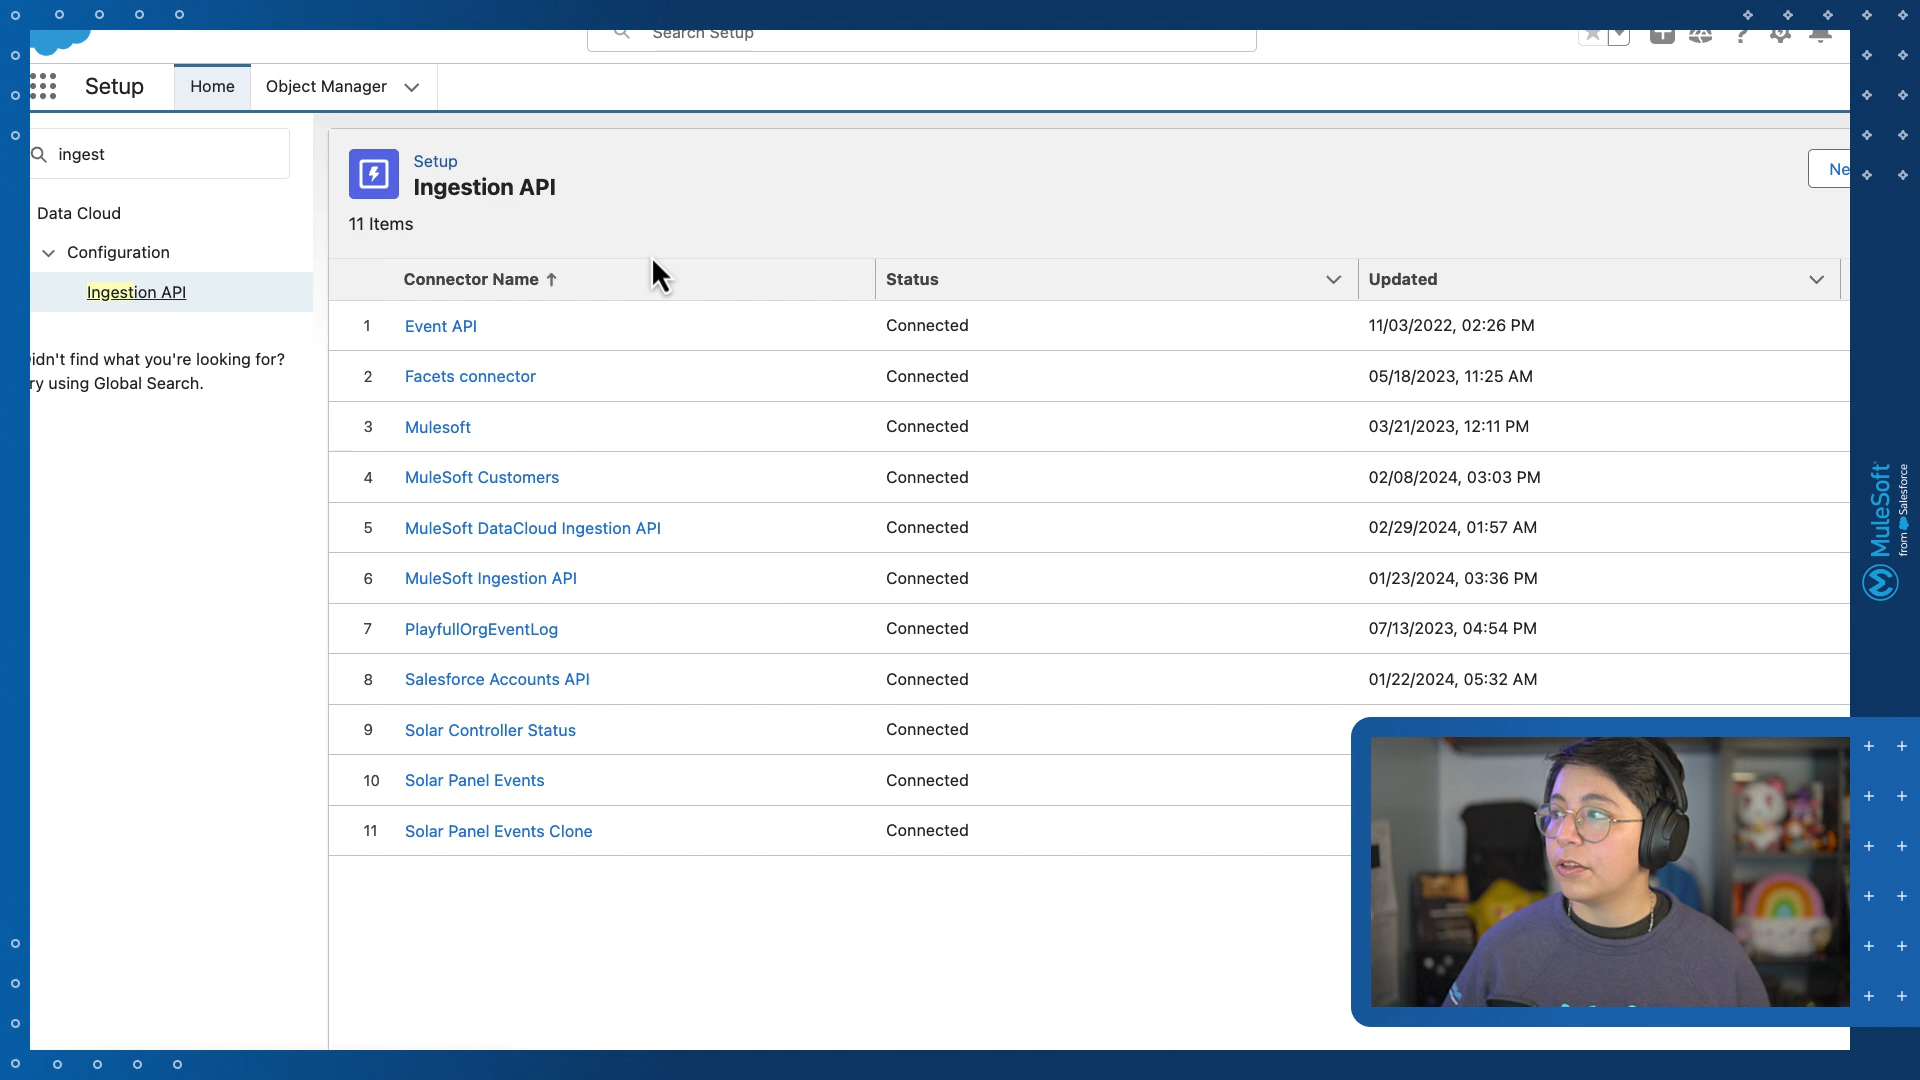 Search Setup
Setup
Home
Object Manager
ingest
Data Cloud
Configuration
Ingestion API
idn't find what you're looking for?
ry using Global Search.
Setup
Ingestion API
11 Items
Ne
Connector Name ↑
Status
Updated
1 Event API Connected 11/03/2022, 02:26 PM
2 Facets connector Connected 05/18/2023, 11:25 AM
3 Mulesoft Connected 03/21/2023, 12:11 PM
4 MuleSoft Customers Connected 02/08/2024, 03:03 PM
5 MuleSoft DataCloud Ingestion API Connected 02/29/2024, 01:57 AM
6 MuleSoft Ingestion API Connected 01/23/2024, 03:36 PM
7 PlayfullOrgEventLog Connected 07/13/2023, 04:54 PM
8 Salesforce Accounts API Connected 01/22/2024, 05:32 AM
9 Solar Controller Status Connected
10 Solar Panel Events Connected
11 Solar Panel Events Clone Connected
MuleSoft
from Salesforce